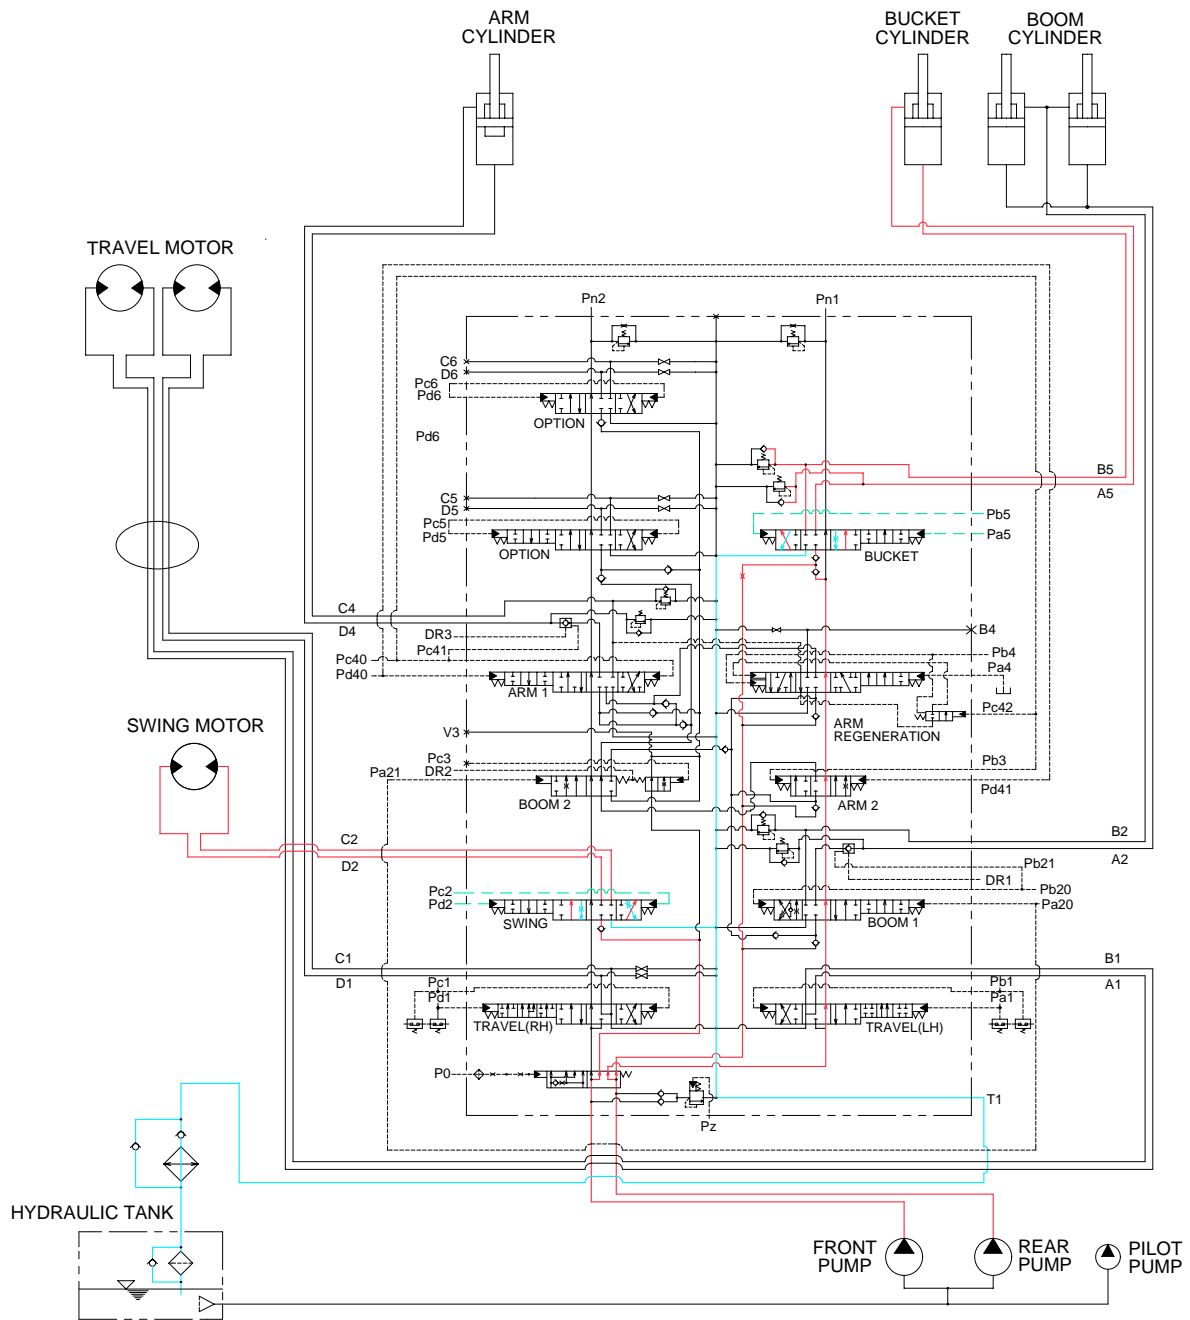 ARM
CYLINDER
BUCKET
CYLINDER
BOOM
CYLINDER
TRAVEL MOTOR
Pn2
Pn1
C6
D6
Pc6
Pd6
OPTION
Pd6
B5
A5
C5
D5
Pc5
Pd5
OPTION
Pb5
Pa5
BUCKET
C4
D4
DR3
Pc41
Pc40
Pd40
ARM 1
B4
Pb4
Pa4
Pc42
ARM
REGENERATION
SWING MOTOR
V3
Pc3
DR2
Pa21
BOOM 2
Pb3
Pd41
ARM 2
B2
A2
C2
D2
Pb21
DR1
Pb20
Pa20
Pc2
Pd2
SWING
BOOM 1
C1
D1
B1
A1
Pc1
Pd1
TRAVEL(RH)
Pb1
Pa1
TRAVEL(LH)
P0
Pz
T1
HYDRAULIC TANK
FRONT
PUMP
REAR
PUMP
PILOT
PUMP